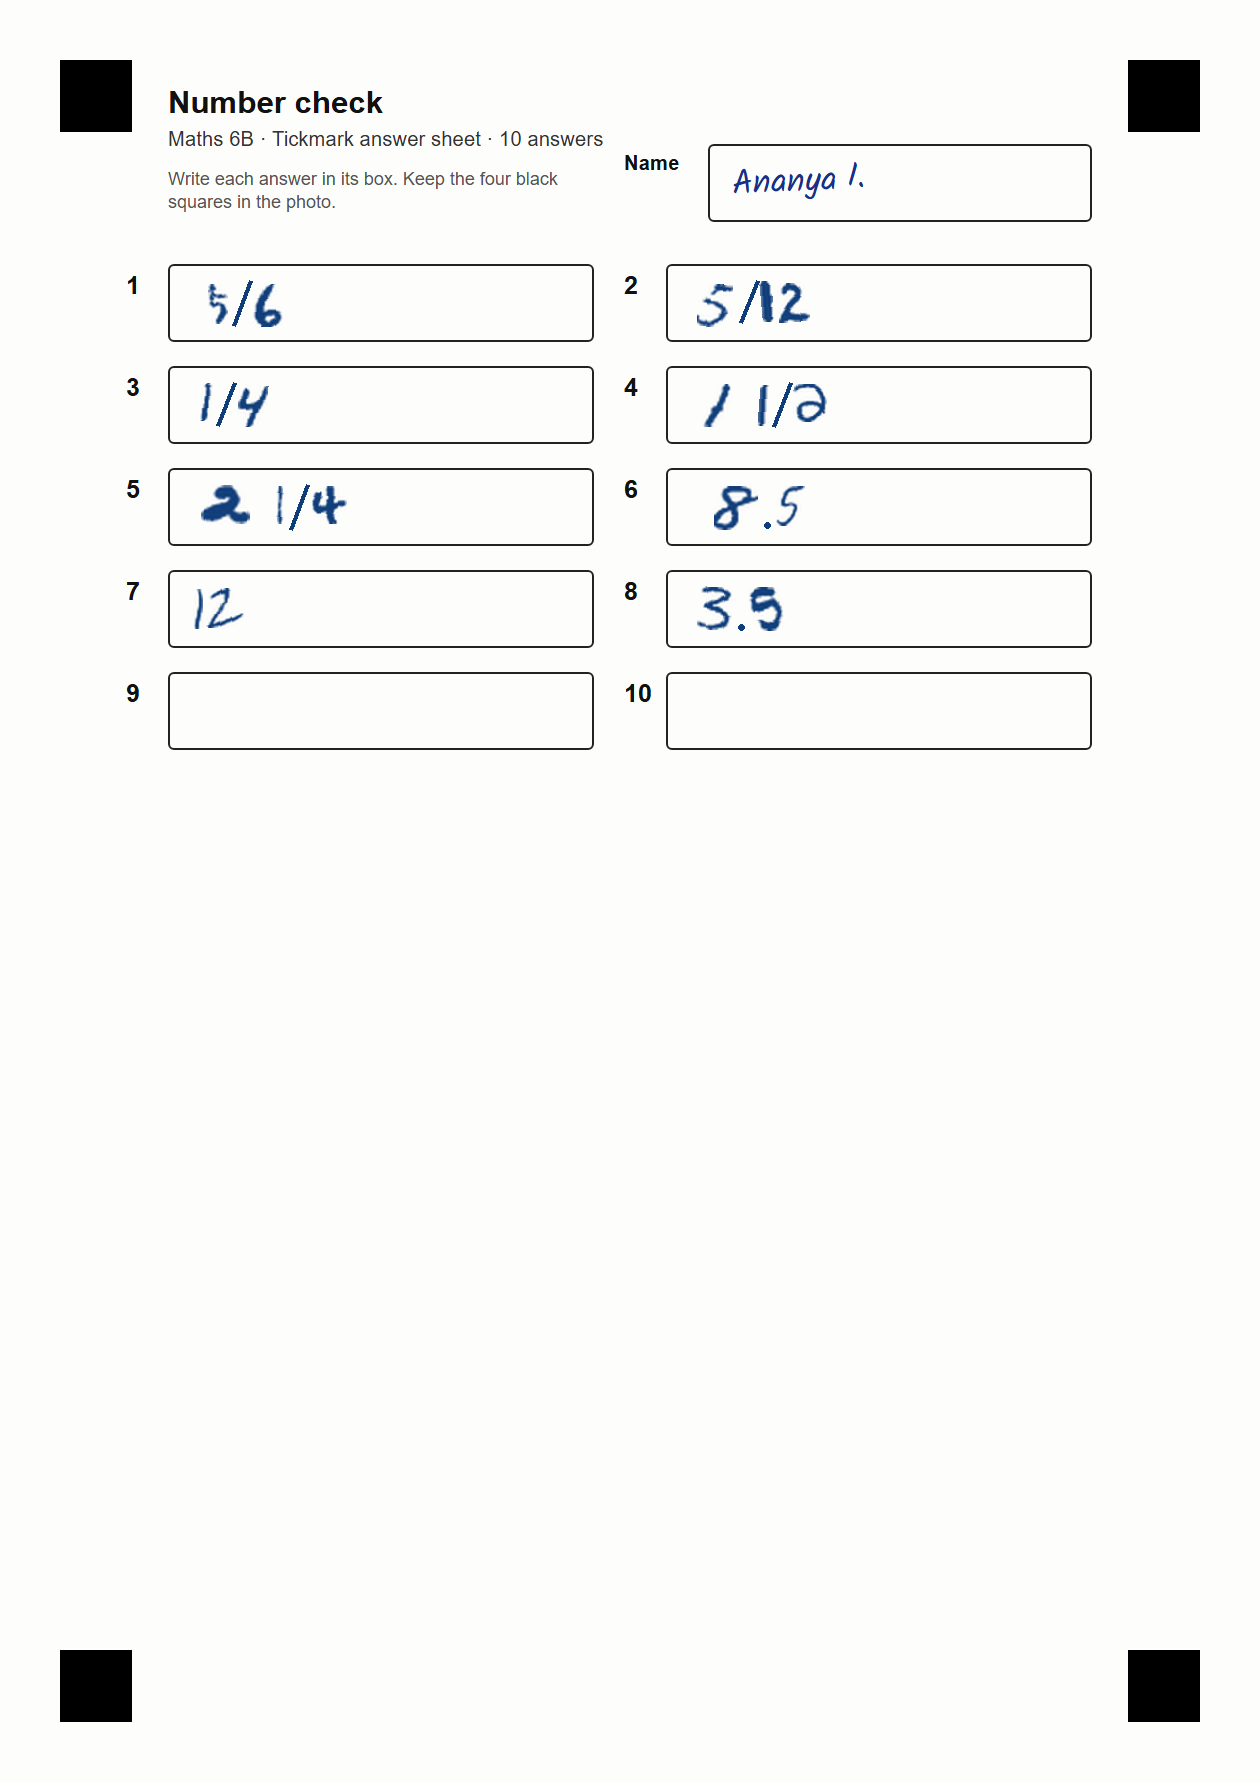 Number check
Maths 6B · Tickmark answer sheet · 10 answers
Write each answer in its box. Keep the four black
squares in the photo.
Name Ananya I.
1 5/6
2 5/12
3 1/4
4 1 1/2
5 2 1/4
6 8.5
7 12
8 3.5
9
10